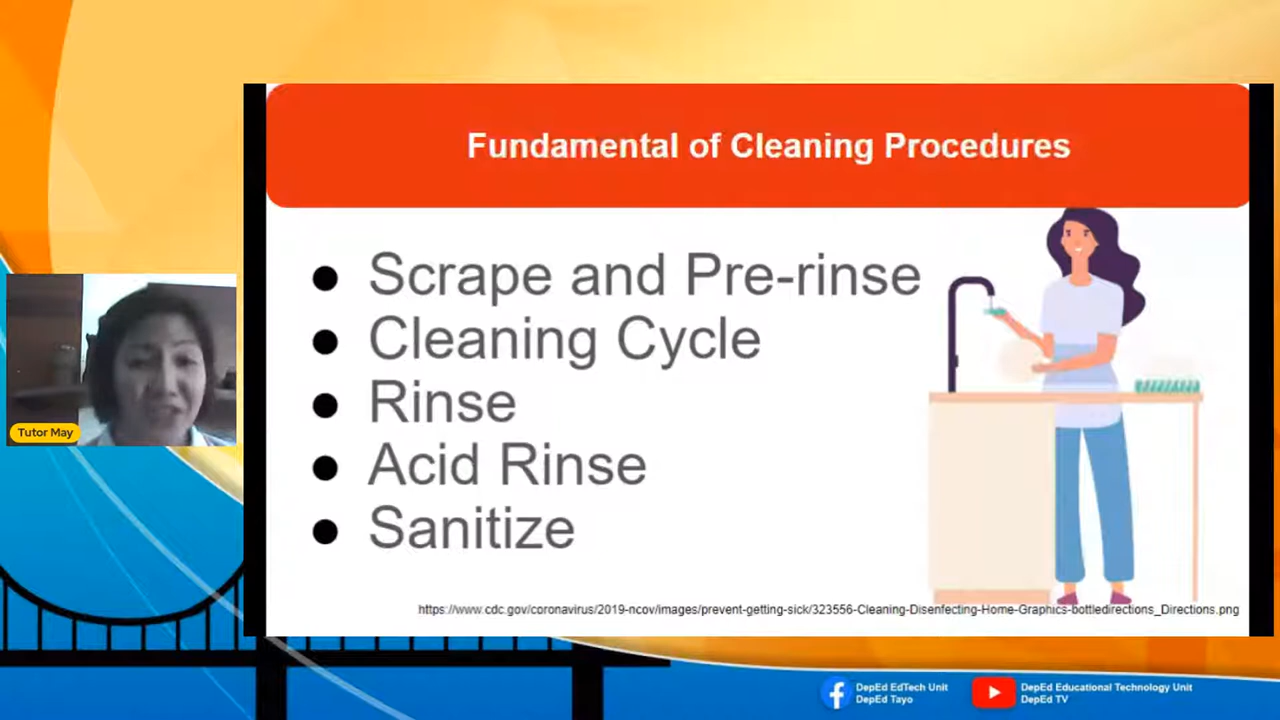 Fundamental of Cleaning Procedures
● Scrape and Pre-rinse
● Cleaning Cycle
● Rinse
● Acid Rinse
● Sanitize
https://www.cdc.gov/coronavirus/2019-ncov/images/prevent-getting-sick/323556-Cleaning-Disenfecting-Home-Graphics-bottledirections_Directions.png
Tutor May
DepEd EdTech Unit
DepEd Tayo
DepEd Educational Technology Unit
DepEd TV